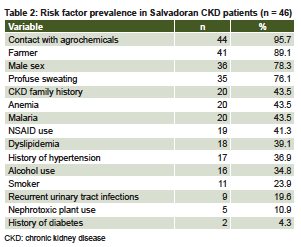 Table 2: Risk factor prevalence in Salvadoran CKD patients (n = 46)
Variable n %
Contact with agrochemicals 44 95.7
Farmer 41 89.1
Male sex 36 78.3
Profuse sweating 35 76.1
CKD family history 20 43.5
Anemia 20 43.5
Malaria 20 43.5
NSAID use 19 41.3
Dyslipidemia 18 39.1
History of hypertension 17 36.9
Alcohol use 16 34.8
Smoker 11 23.9
Recurrent urinary tract infections 9 19.6
Nephrotoxic plant use 5 10.9
History of diabetes 2 4.3
CKD: chronic kidney disease